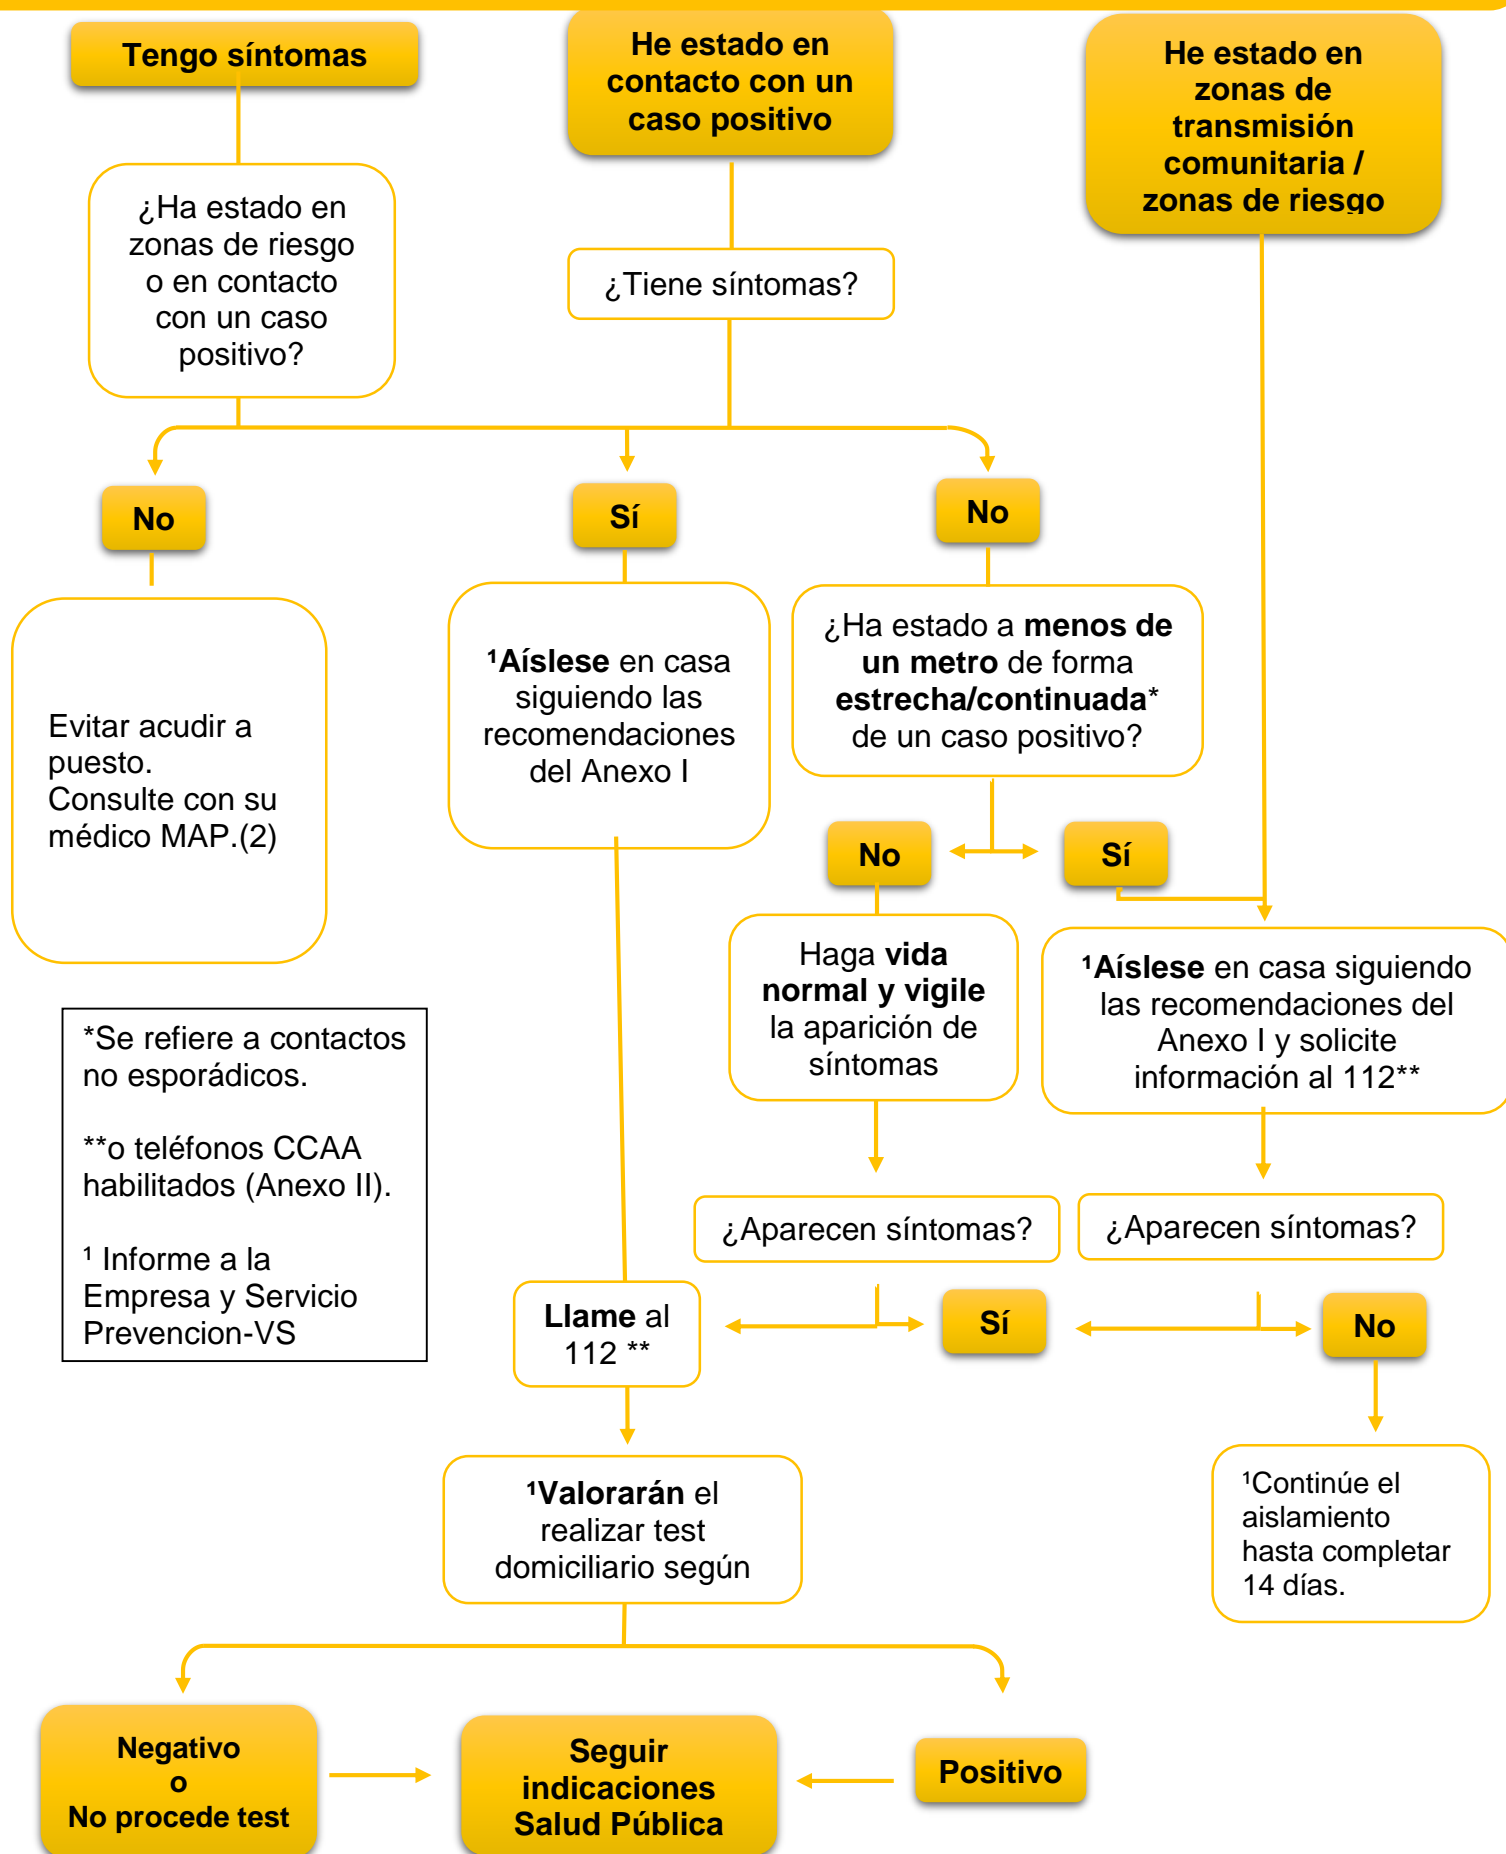 Tengo síntomas
He estado en
contacto con un
caso positivo
He estado en
zonas de
transmisión
comunitaria /
zonas de riesgo
¿Ha estado en
zonas de riesgo
o en contacto
con un caso
positivo?
¿Tiene síntomas?
No
Sí
No
Evitar acudir a
puesto.
Consulte con su
médico MAP.(2)
¹Aíslese en casa
siguiendo las
recomendaciones
del Anexo I
¿Ha estado a menos de
un metro de forma
estrecha/continuada*
de un caso positivo?
No
Sí
Haga vida
normal y vigile
la aparición de
síntomas
¹Aíslese en casa siguiendo
las recomendaciones del
Anexo I y solicite
información al 112**
*Se refiere a contactos
no esporádicos.
**o teléfonos CCAA
habilitados (Anexo II).
¹ Informe a la
Empresa y Servicio
Prevencion-VS
¿Aparecen síntomas?
¿Aparecen síntomas?
Llame al
112 **
Sí
No
¹Valorarán el
realizar test
domiciliario según
¹Continúe el
aislamiento
hasta completar
14 días.
Negativo
o
No procede test
Seguir
indicaciones
Salud Pública
Positivo